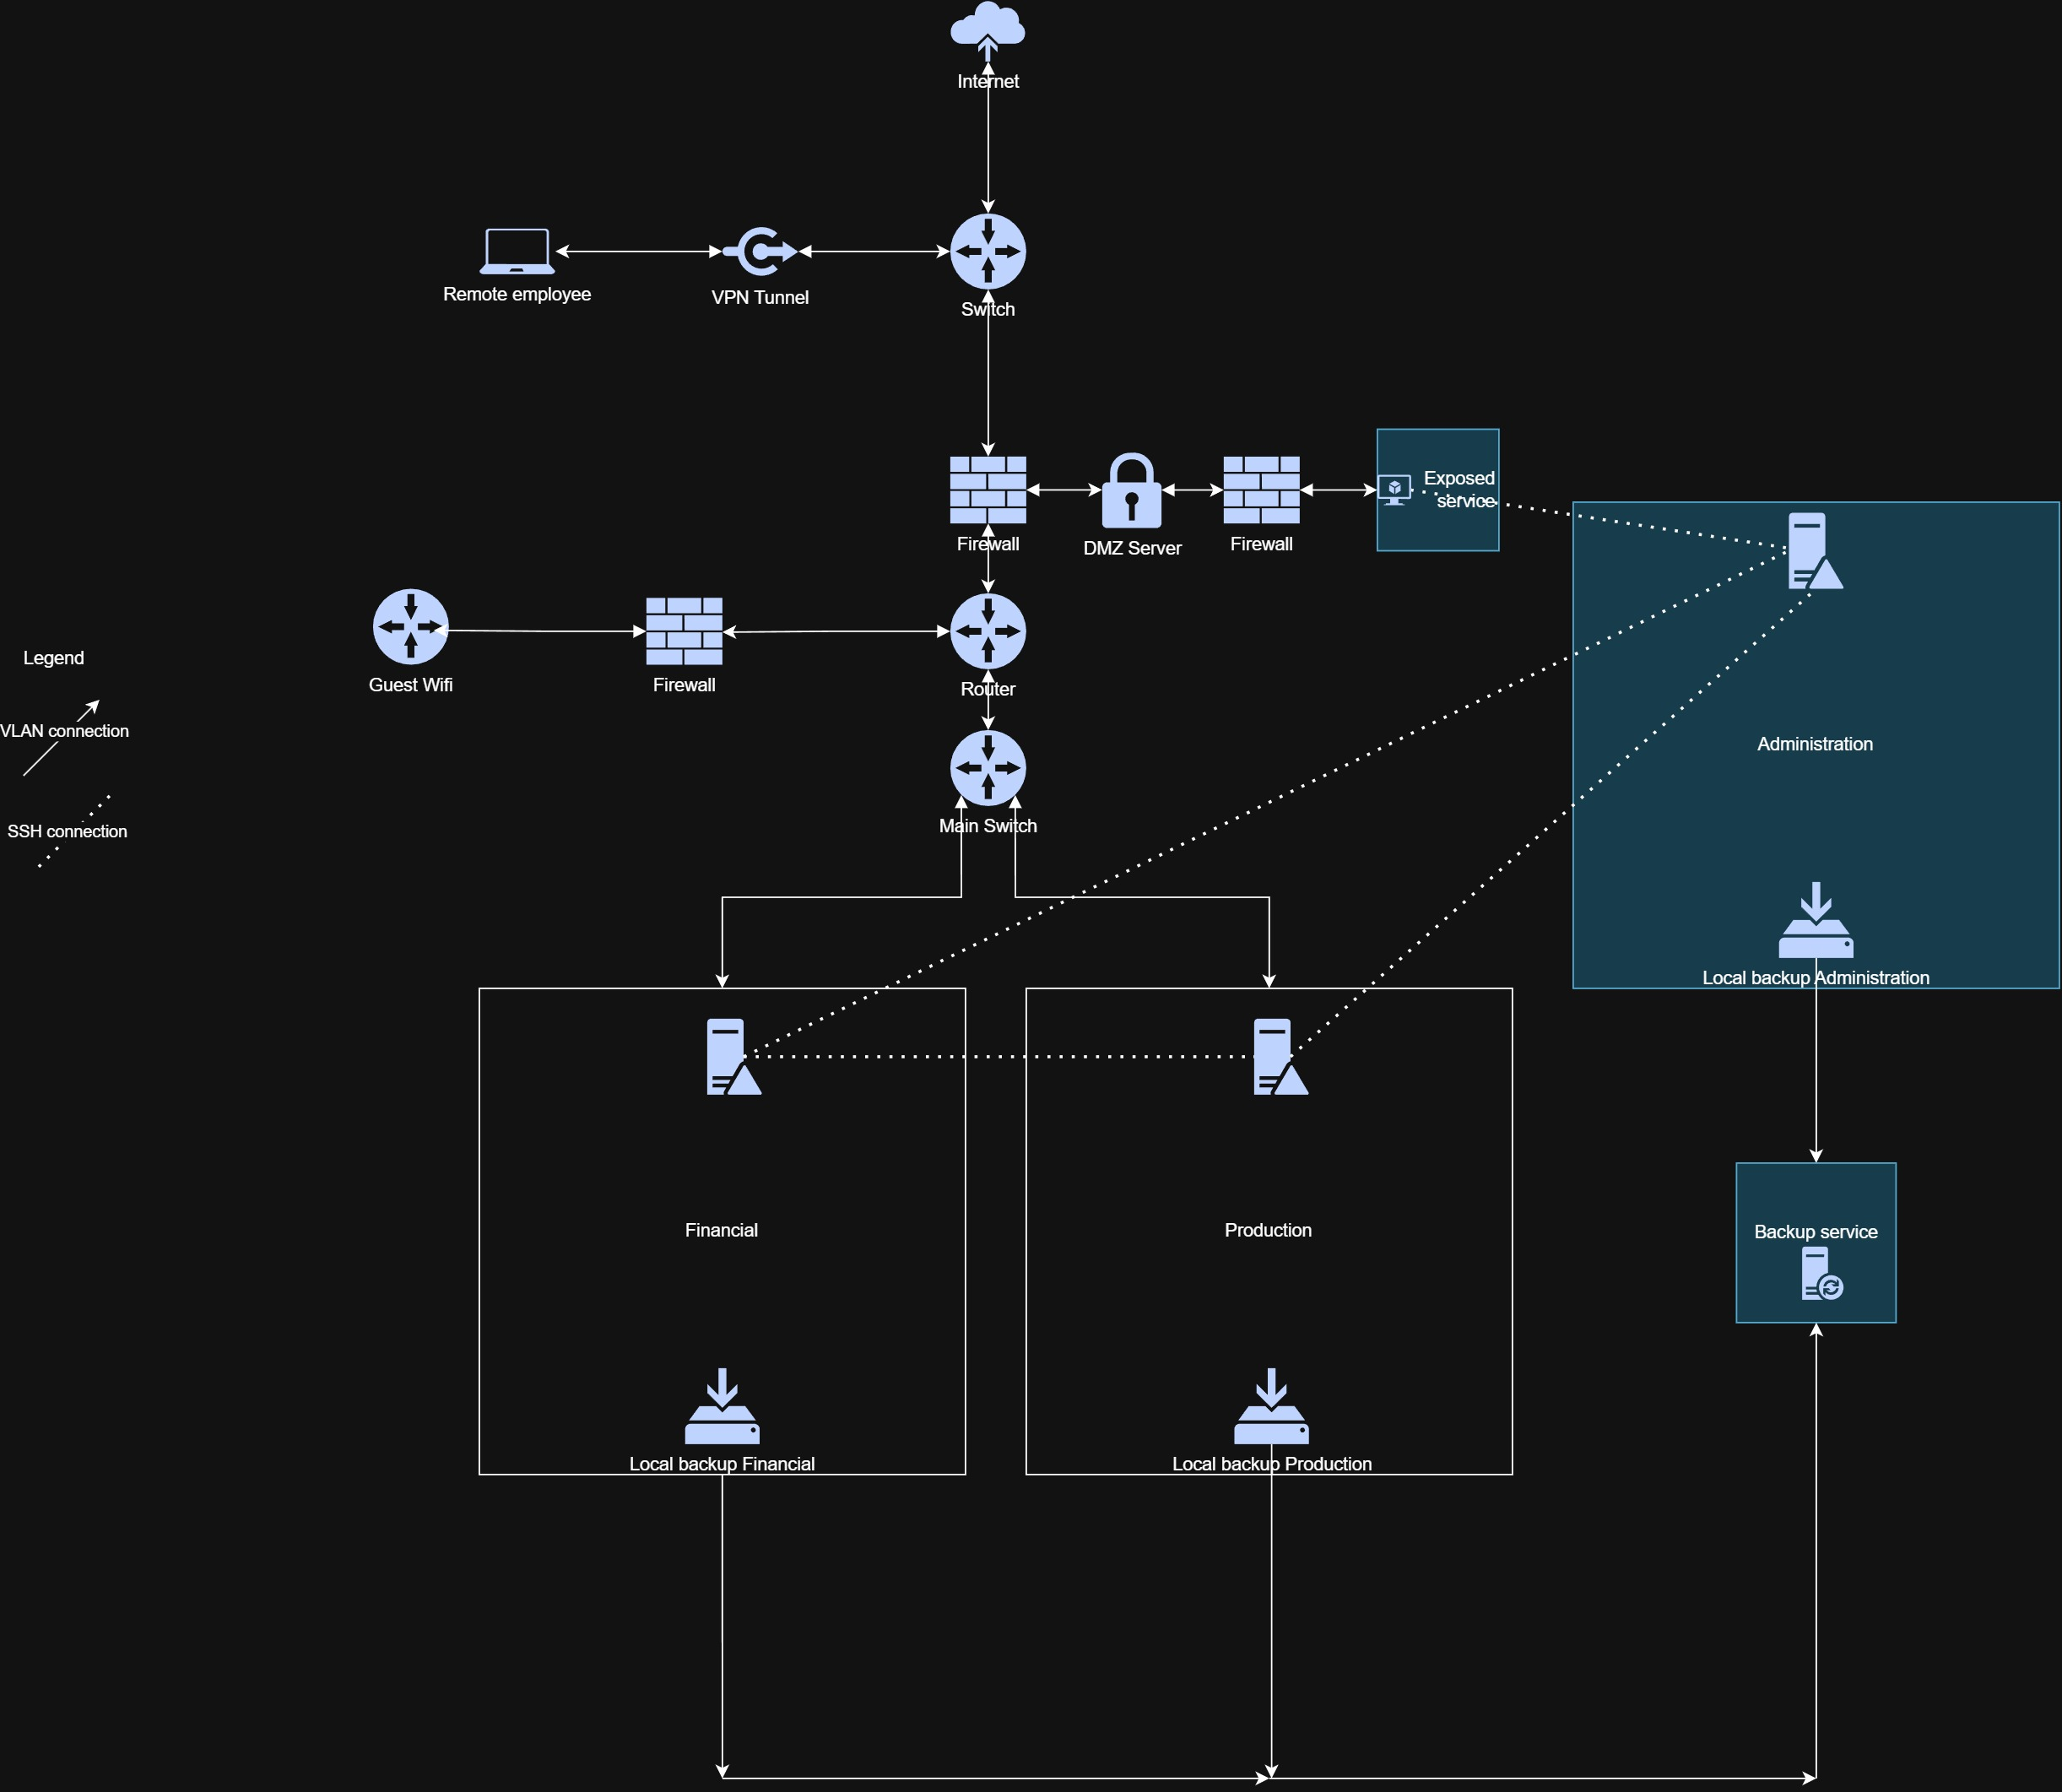 Internet
Remote employee
VPN Tunnel
Switch
Exposed
service
Firewall
DMZ Server
Firewall
Guest Wifi
Firewall
Router
Legend
VLAN connection
SSH connection
Administration
Main Switch
Local backup Administration
Financial
Production
Backup service
Local backup Financial
Local backup Production